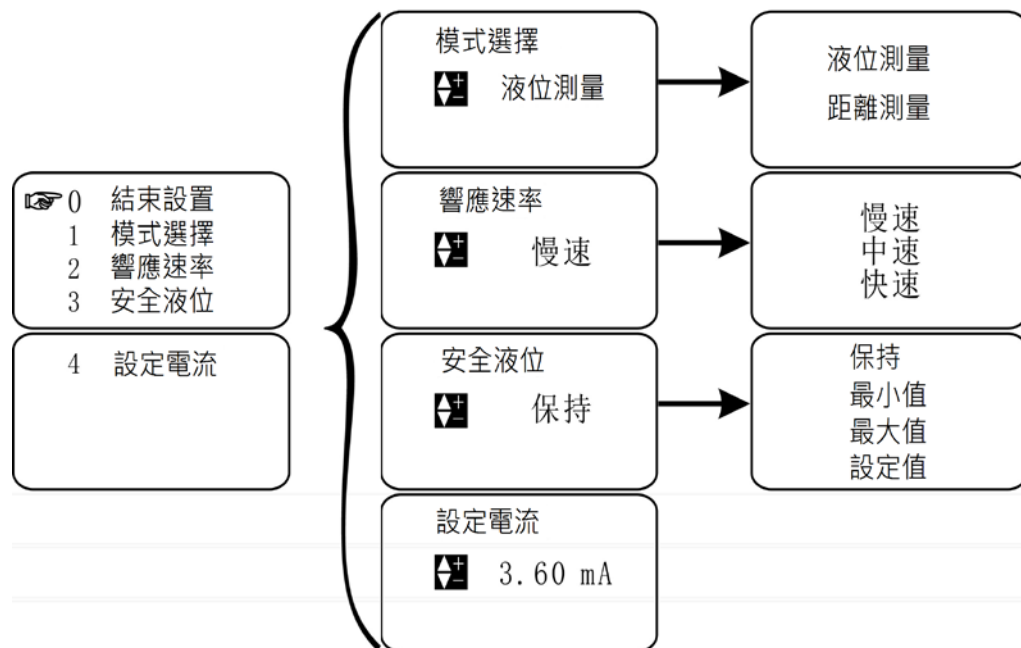 0 結束設置
1 模式選擇
2 響應速率
3 安全液位
4 設定電流
模式選擇
液位測量
液位測量
距離測量
響應速率
慢速
慢速
中速
快速
安全液位
保持
保持
最小值
最大值
設定值
設定電流
3.60 mA